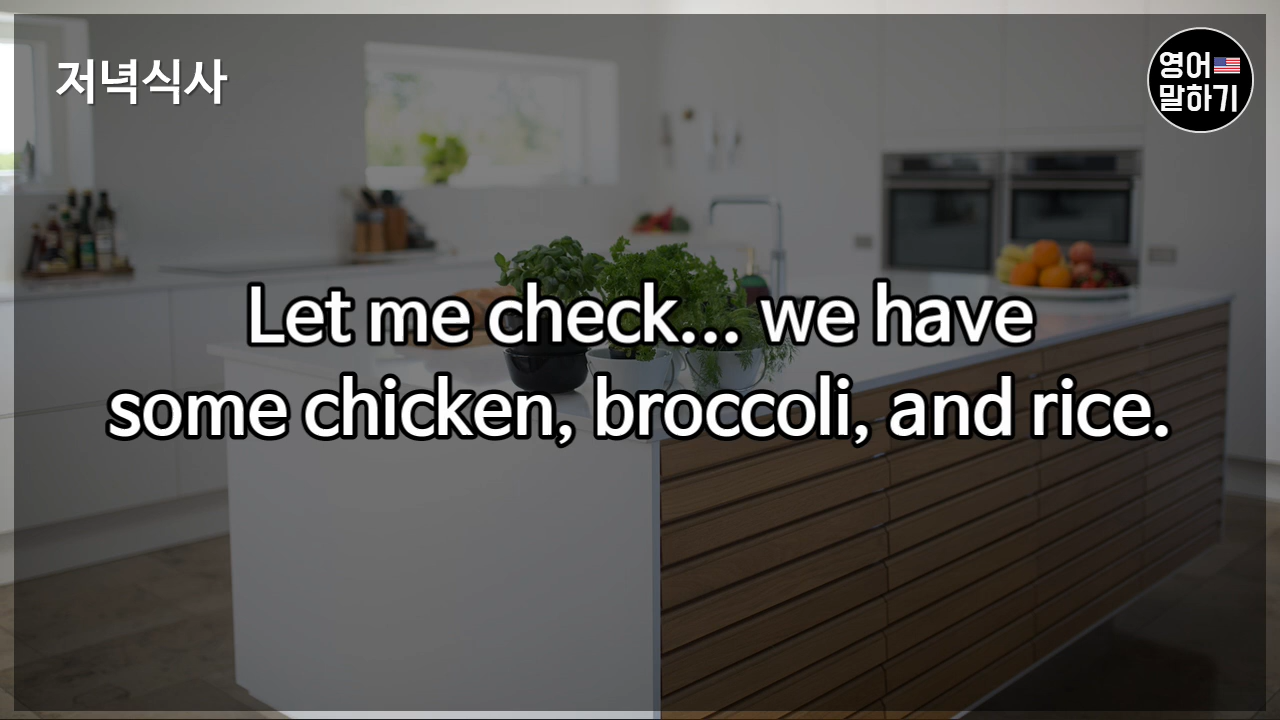 저녁식사
영어
말하기
Let me check... we have
some chicken, broccoli, and rice.